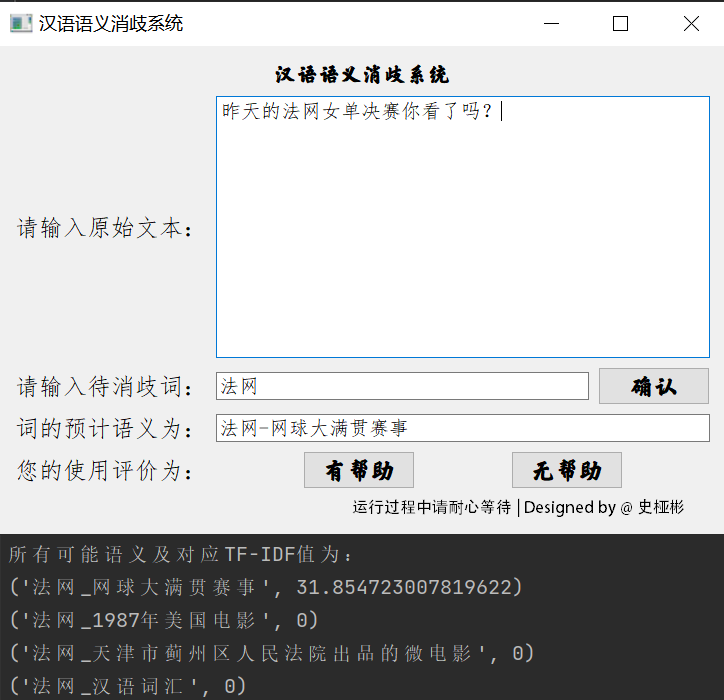 汉语语义消歧系统
汉语语义消歧系统
昨天的法网女单决赛你看了吗？
请输入原始文本：
请输入待消歧词： 法网 确认
词的预计语义为： 法网-网球大满贯赛事
您的使用评价为： 有帮助 无帮助
运行过程中请耐心等待 | Designed by @ 史桠彬
所有可能语义及对应TF-IDF值为：
('法网_网球大满贯赛事', 31.854723007819622)
('法网_1987年美国电影', 0)
('法网_天津市蓟州区人民法院出品的微电影', 0)
('法网_汉语词汇', 0)